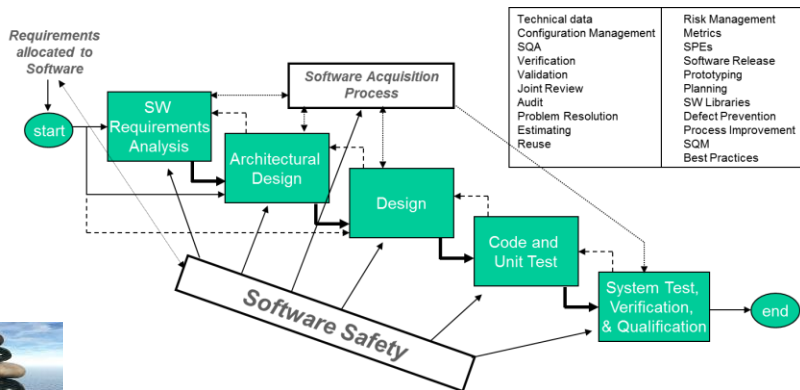 Requirements
allocated to
Software
start
SW
Requirements
Analysis
Software Acquisition
Process
Architectural
Design
Design
Code and
Unit Test
System Test,
Verification,
& Qualification
end
Software Safety
Technical data
Configuration Management
SQA
Verification
Validation
Joint Review
Audit
Problem Resolution
Estimating
Reuse
Risk Management
Metrics
SPEs
Software Release
Prototyping
Planning
SW Libraries
Defect Prevention
Process Improvement
SQM
Best Practices